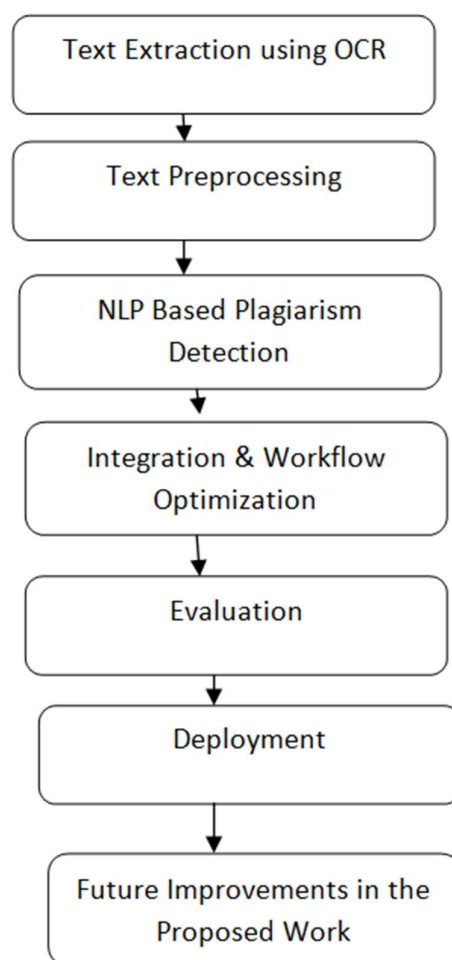 Text Extraction using OCR
Text Preprocessing
NLP Based Plagiarism
Detection
Integration & Workflow
Optimization
Evaluation
Deployment
Future Improvements in the
Proposed Work